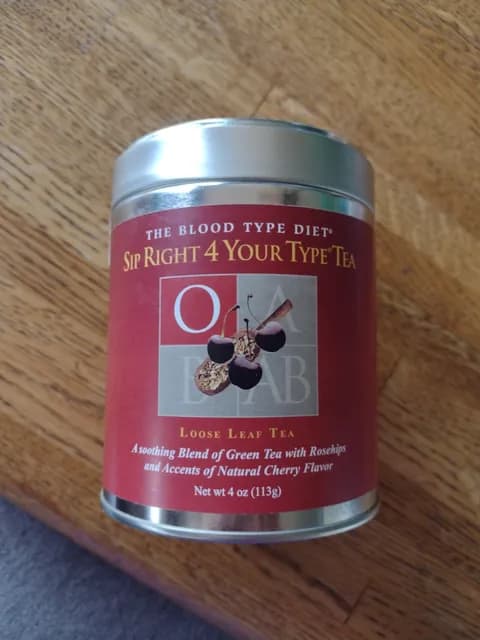 THE BLOOD TYPE DIET®
SIP RIGHT 4 YOUR TYPE® TEA
O A
B AB
LOOSE LEAF TEA
A soothing Blend of Green Tea with Rosehips
and Accents of Natural Cherry Flavor
Net wt 4 oz (113g)